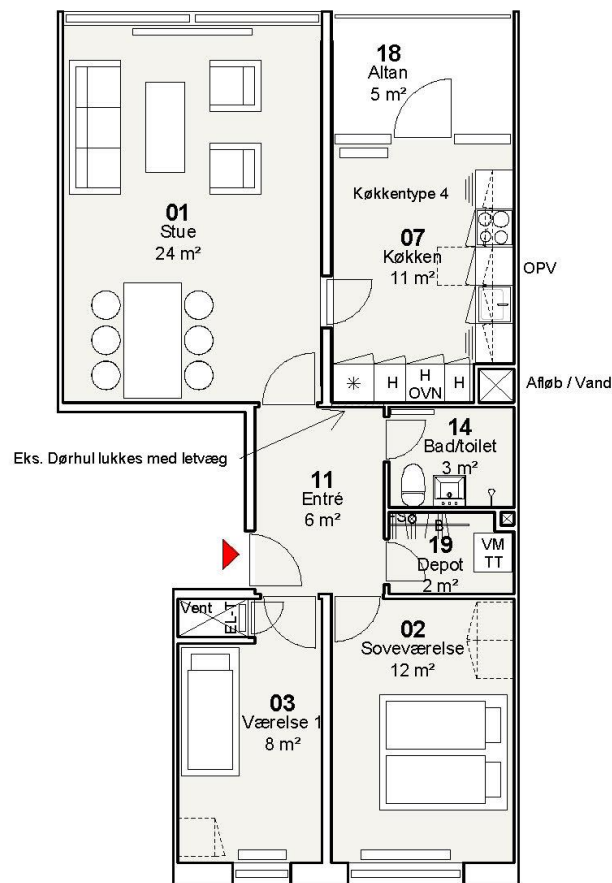 18
Altan
5 m²
Køkkentype 4
01
Stue
24 m²
07
Køkken
11 m²
OPV
H
H
OVN
H
Afløb / Vand
14
Bad/toilet
3 m²
Eks. Dørhul lukkes med letvæg
11
Entré
6 m²
B
19
Depot
2 m²
VM
TT
Vent
02
Soveværelse
12 m²
03
Værelse 1
8 m²